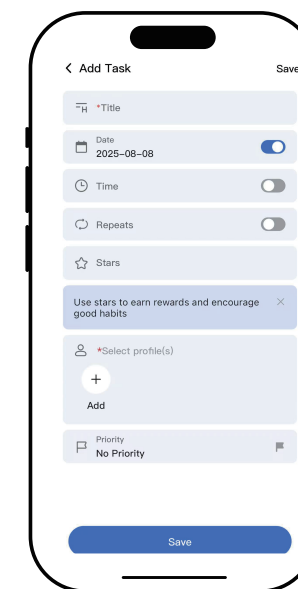 Add Task
Save
*Title
Date
2025-08-08
Time
Repeats
Stars
Use stars to earn rewards and encourage
good habits
*Select profile(s)
Add
Priority
No Priority
Save